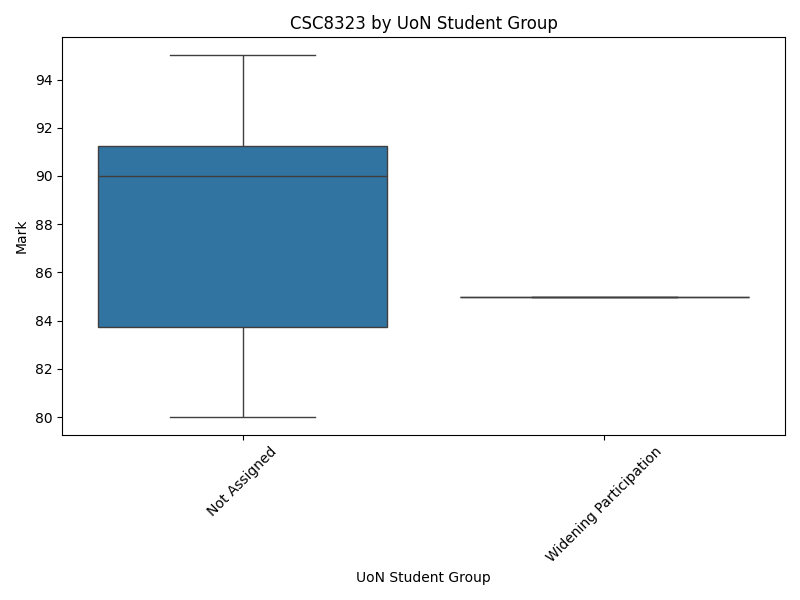 CSC8323 by UoN Student Group
Mark
94
92
90
88
86
84
82
80
Not Assigned
Widening Participation
UoN Student Group